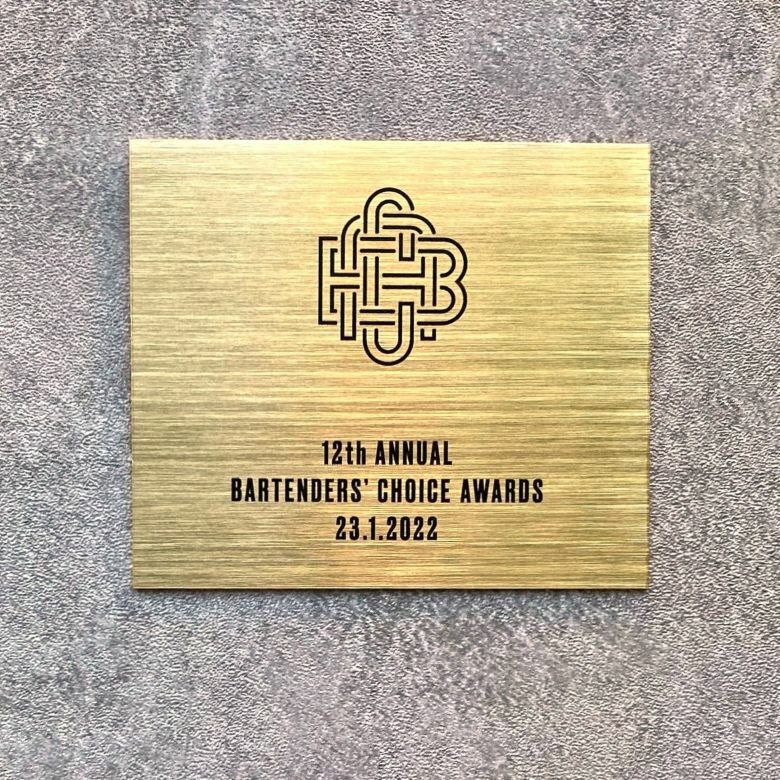 12th ANNUAL
BARTENDERS’ CHOICE AWARDS
23.1.2022